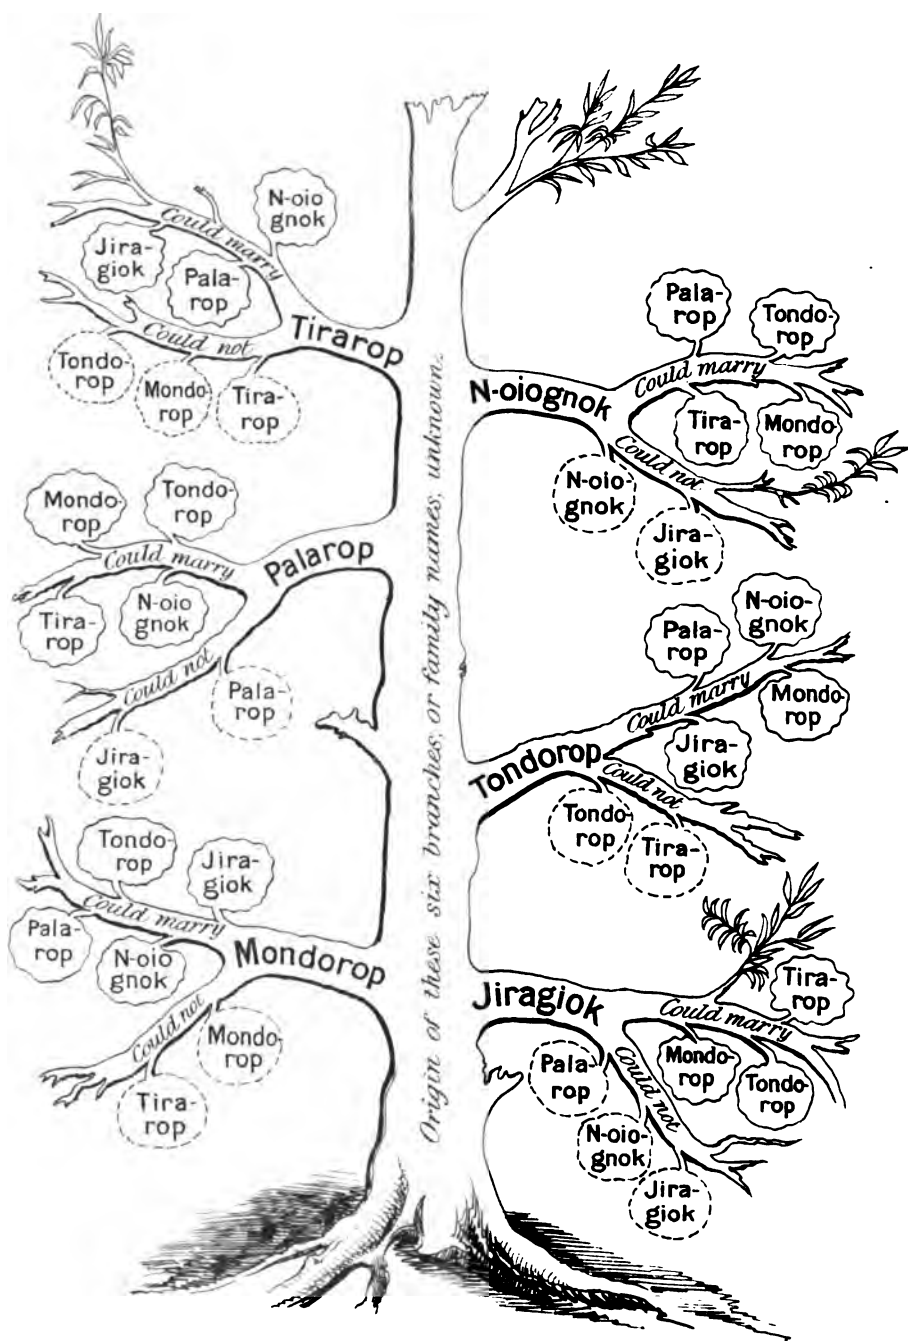 N-oio
gnok
Could marry
Jira-
giok
Pala-
rop
Tirarop
Could not
Tondo-
rop
Mondo
rop
Tira-
rop
Mondo-
rop
Tondo-
rop
Could marry
Palarop
Tira-
rop
N-oio
gnok
Could not
Pala-
rop
Jira-
giok
Tondo-
rop
Jira-
giok
Could marry
Pala-
rop
N-oio
gnok
Mondorop
Could not
Mondo-
rop
Tira-
rop
Origin of these six branches, or family names, unknown.
Pala-
rop
Tondo-
rop
N-oiognok
Could marry
Tira-
rop
Mondo-
rop
Could not
N-oio-
gnok
Jira-
giok
N-oio-
gnok
Pala-
rop
Could marry
Mondo-
rop
Jira-
giok
Tondorop
Could not
Tondo-
rop
Tira-
rop
Tira-
rop
Jiragiok
Could marry
Mondo-
rop
Tondo-
rop
Could not
Pala-
rop
N-oio-
gnok
Jira-
giok